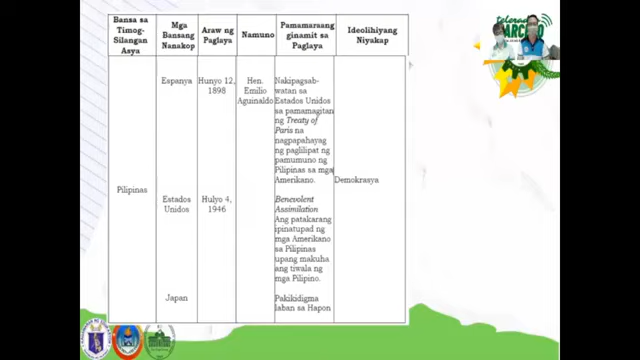 Bansa sa
Timog-
Silangan
Asya
Mga
Bansang
Nanakop
Araw ng
Paglaya
Namuno
Pamamaraang
ginamit sa
Paglaya
Ideolihiyang
Niyakap
Pilipinas
Espanya
Hunyo 12,
1898
Hen.
Emilio
Aguinaldo
Nakipagsab-
watan sa
Estados Unidos
sa pamamagitan
ng Treaty of
Paris na
nagpapahayag
ng paglilipat ng
pamumuno ng
Pilipinas sa mga
Amerikano.
Demokrasya
Estados
Unidos
Hulyo 4,
1946
Benevolent
Assimilation
Ang patakarang
ipinatupad ng
mga Amerikano
sa Pilipinas
upang makuha
ang tiwala ng
mga Pilipino.
Japan
Pakikidigma
laban sa Hapon